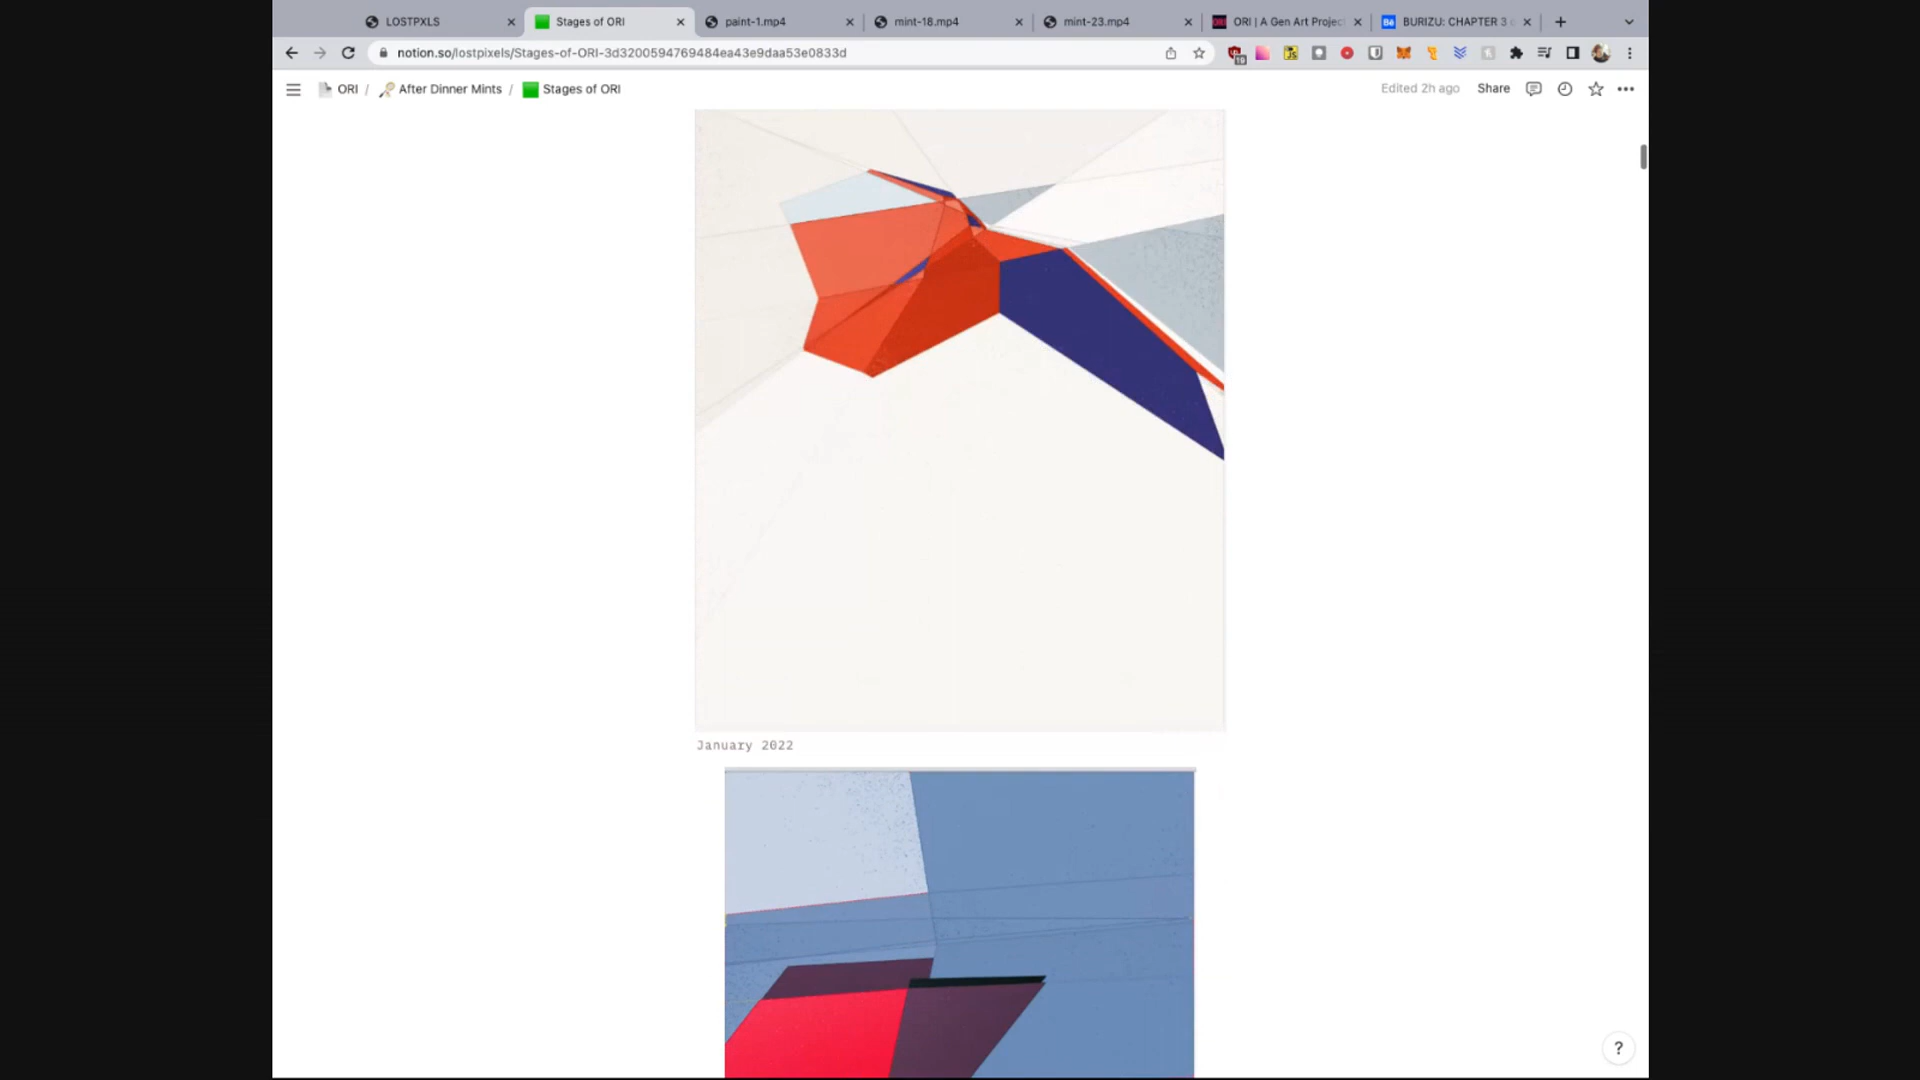 LOSTPXLS
Stages of ORI
paint-1.mp4
mint-18.mp4
mint-23.mp4
ORI | A Gen Art Projec
BURIZU: CHAPTER 3
notion.so/lostpixels/Stages-of-ORI-3d3200594769484ea43e9daa53e0833d
19
JS
ORI / After Dinner Mints / Stages of ORI
Edited 2h ago
Share
January 2022
?